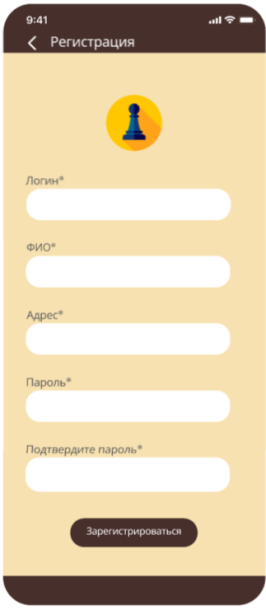 9:41
Регистрация
Логин*
ФИО*
Адрес*
Пароль*
Подтвердите пароль*
Зарегистрироваться